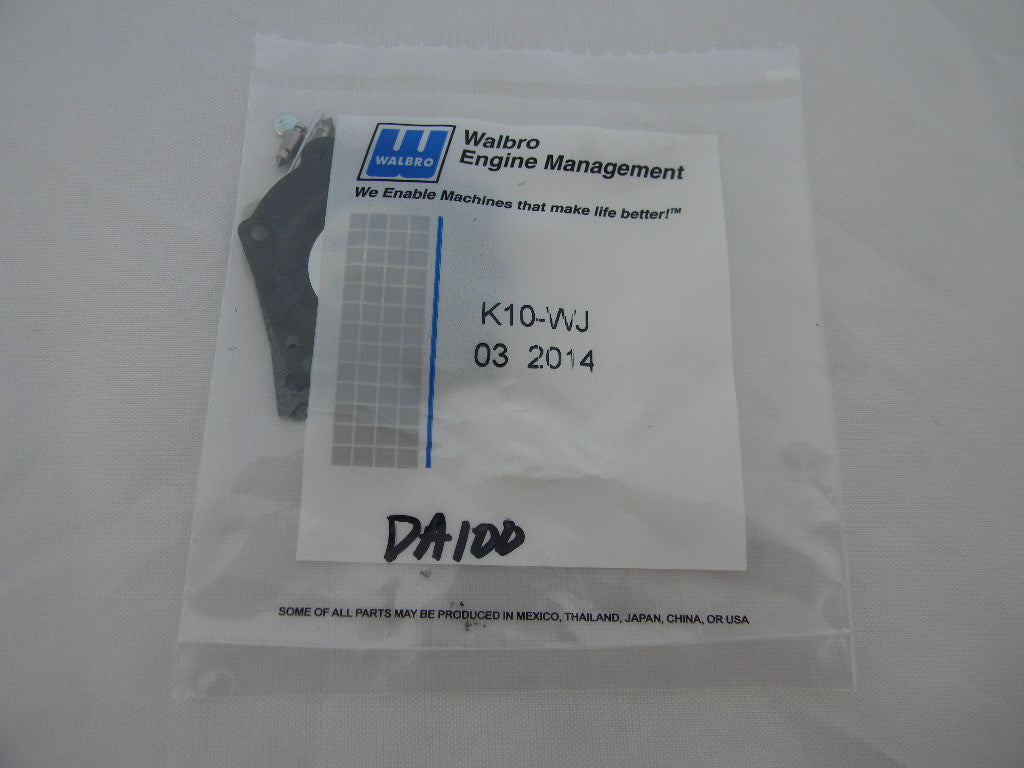 WALBRO
Walbro
Engine Management
We Enable Machines that make life better!™
K10-WJ
03 2014
DA100
SOME OF ALL PARTS MAY BE PRODUCED IN MEXICO, THAILAND, JAPAN, CHINA, OR USA